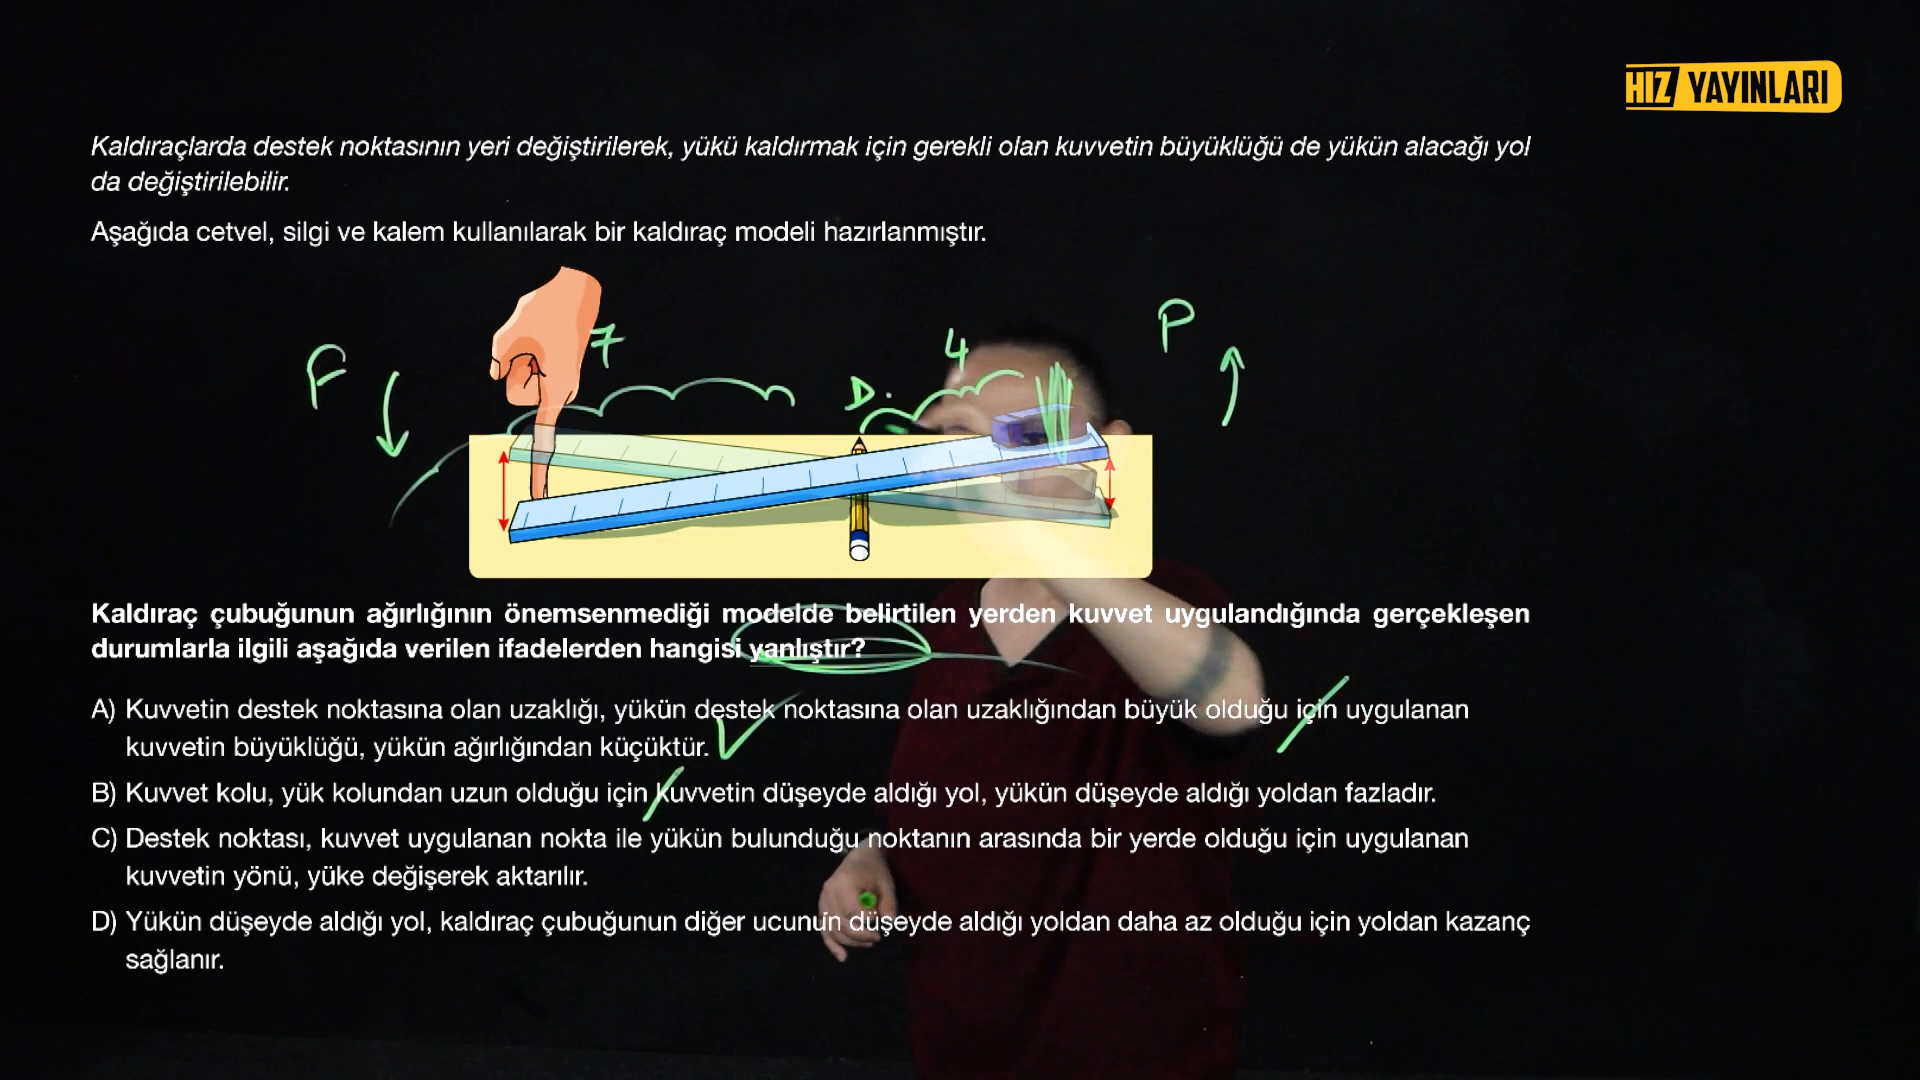 HIZ YAYINLARI
Kaldıraçlarda destek noktasının yeri değiştirilerek, yükü kaldırmak için gerekli olan kuvvetin büyüklüğü de yükün alacağı yol
da değiştirilebilir.
Aşağıda cetvel, silgi ve kalem kullanılarak bir kaldıraç modeli hazırlanmıştır.
F 7 D. 4 P
Kaldıraç çubuğunun ağırlığının önemsenmediği modelde belirtilen yerden kuvvet uygulandığında gerçekleşen
durumlarla ilgili aşağıda verilen ifadelerden hangisi yanlıştır?
A) Kuvvetin destek noktasına olan uzaklığı, yükün destek noktasına olan uzaklığından büyük olduğu için uygulanan
kuvvetin büyüklüğü, yükün ağırlığından küçüktür.
B) Kuvvet kolu, yük kolundan uzun olduğu için kuvvetin düşeyde aldığı yol, yükün düşeyde aldığı yoldan fazladır.
C) Destek noktası, kuvvet uygulanan nokta ile yükün bulunduğu noktanın arasında bir yerde olduğu için uygulanan
kuvvetin yönü, yüke değişerek aktarılır.
D) Yükün düşeyde aldığı yol, kaldıraç çubuğunun diğer ucunun düşeyde aldığı yoldan daha az olduğu için yoldan kazanç
sağlanır.